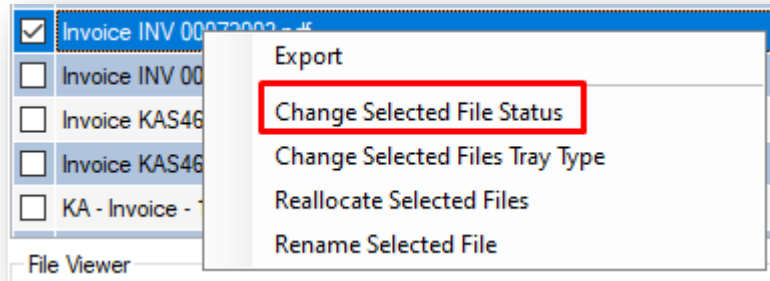 Invoice INV 00
Export
Invoice INV 00
Change Selected File Status
Invoice KAS46
Change Selected Files Tray Type
Invoice KAS46
Reallocate Selected Files
KA - Invoice -
Rename Selected File
File Viewer